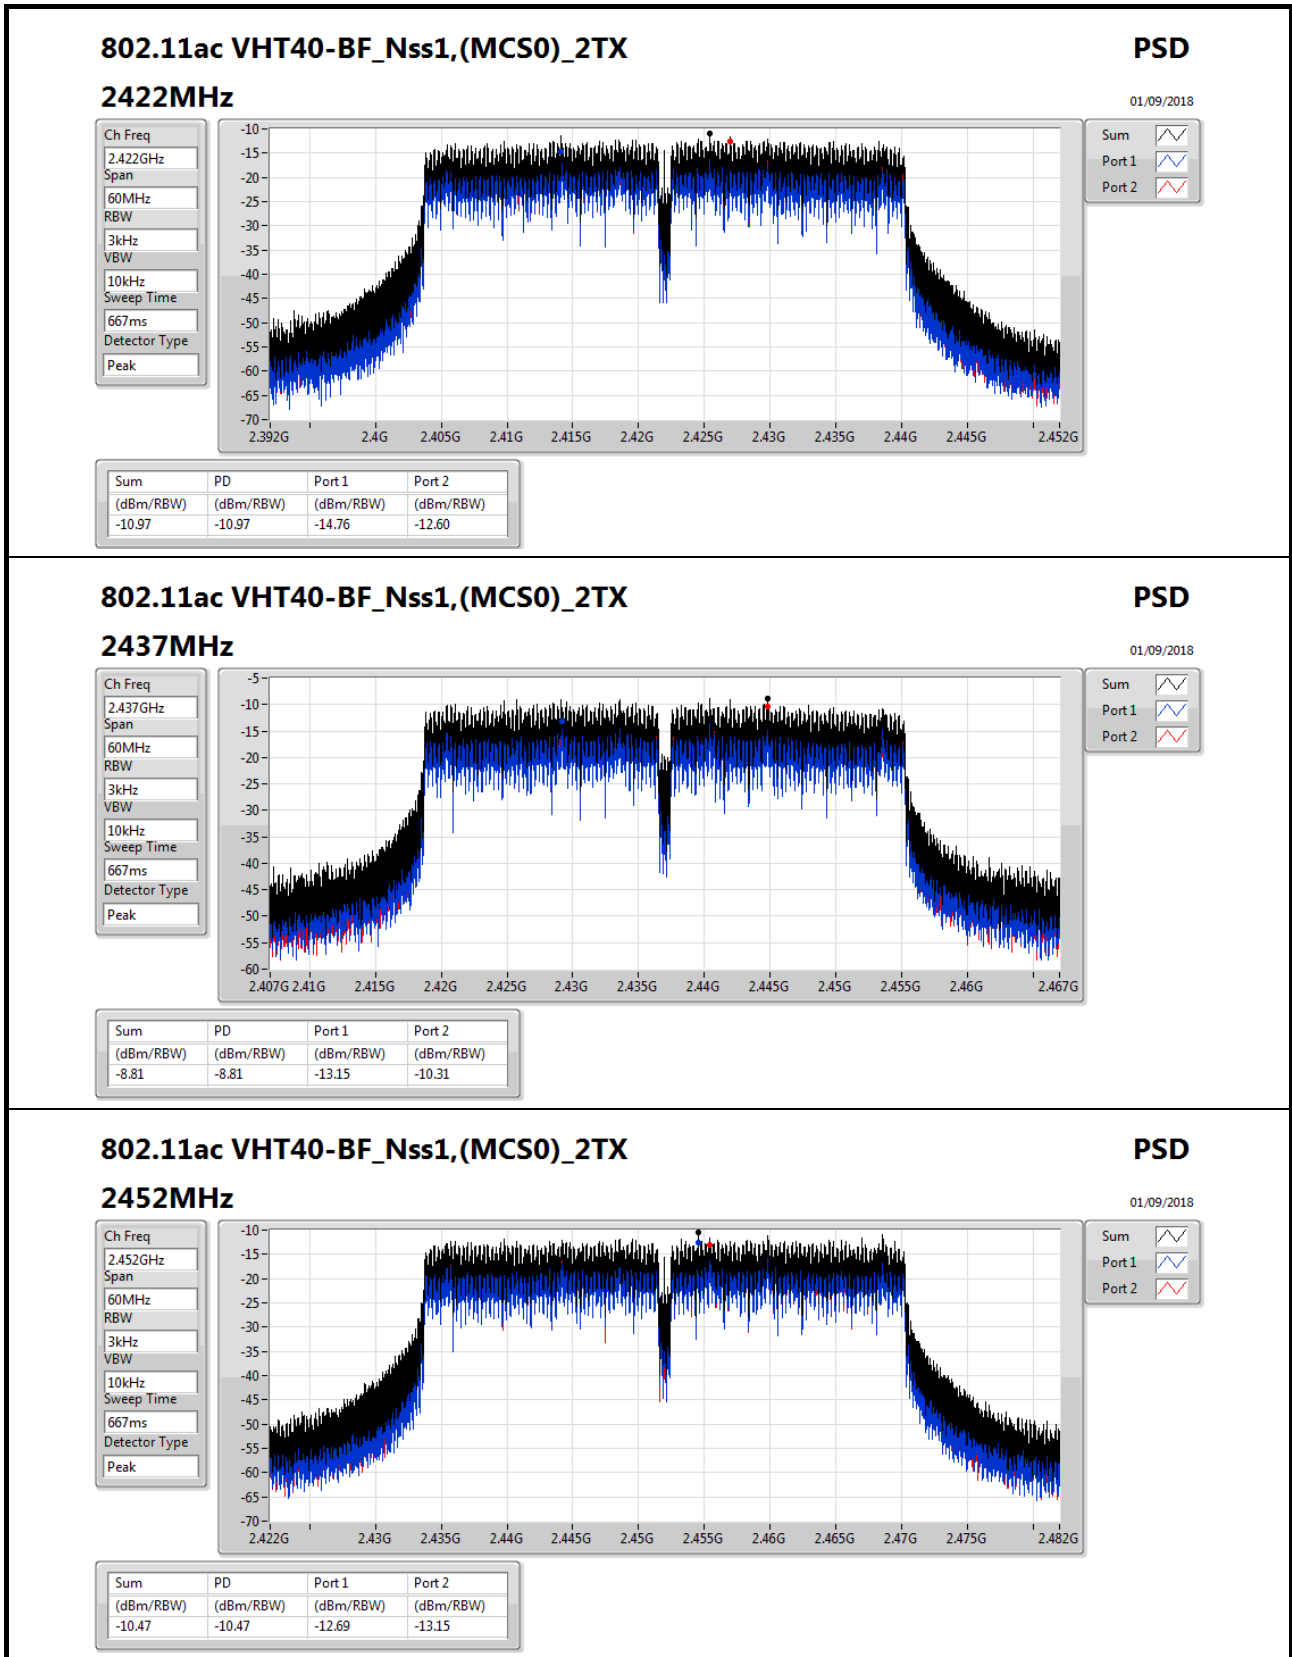 802.11ac VHT40-BF_Nss1,(MCS0)_2TX PSD
2422MHz 01/09/2018
Ch Freq
2.422GHz
Span
60MHz
RBW
3kHz
VBW
10kHz
Sweep Time
667ms
Detector Type
Peak
-10
-15
-20
-25
-30
-35
-40
-45
-50
-55
-60
-65
-70
2.392G 2.4G 2.405G 2.41G 2.415G 2.42G 2.425G 2.43G 2.435G 2.44G 2.445G 2.452G
Sum
Port 1
Port 2
Sum PD Port 1 Port 2
(dBm/RBW) (dBm/RBW) (dBm/RBW) (dBm/RBW)
-10.97 -10.97 -14.76 -12.60
802.11ac VHT40-BF_Nss1,(MCS0)_2TX PSD
2437MHz 01/09/2018
Ch Freq
2.437GHz
Span
60MHz
RBW
3kHz
VBW
10kHz
Sweep Time
667ms
Detector Type
Peak
-5
-10
-15
-20
-25
-30
-35
-40
-45
-50
-55
-60
2.407G 2.41G 2.415G 2.42G 2.425G 2.43G 2.435G 2.44G 2.445G 2.45G 2.455G 2.46G 2.467G
Sum
Port 1
Port 2
Sum PD Port 1 Port 2
(dBm/RBW) (dBm/RBW) (dBm/RBW) (dBm/RBW)
-8.81 -8.81 -13.15 -10.31
802.11ac VHT40-BF_Nss1,(MCS0)_2TX PSD
2452MHz 01/09/2018
Ch Freq
2.452GHz
Span
60MHz
RBW
3kHz
VBW
10kHz
Sweep Time
667ms
Detector Type
Peak
-10
-15
-20
-25
-30
-35
-40
-45
-50
-55
-60
-65
-70
2.422G 2.43G 2.435G 2.44G 2.445G 2.45G 2.455G 2.46G 2.465G 2.47G 2.475G 2.482G
Sum
Port 1
Port 2
Sum PD Port 1 Port 2
(dBm/RBW) (dBm/RBW) (dBm/RBW) (dBm/RBW)
-10.47 -10.47 -12.69 -13.15